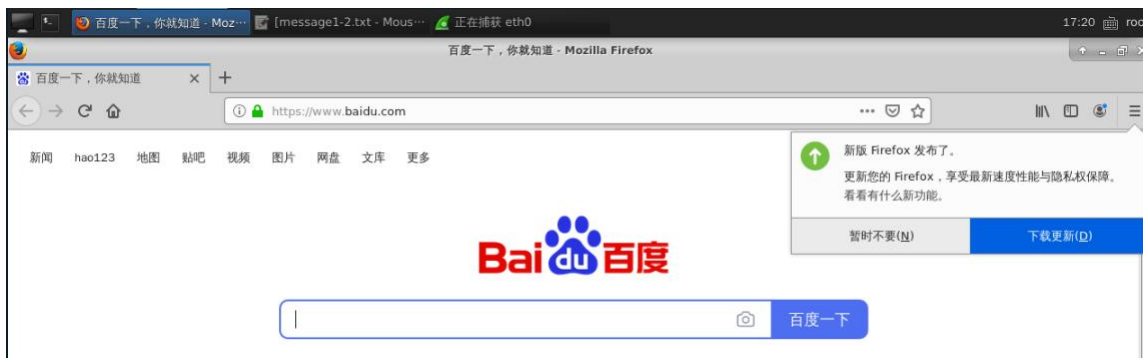 百度一下，你就知道 - Moz… [message1-2.txt - Mous… 正在捕获 eth0 17:20 roo
百度一下，你就知道 - Mozilla Firefox
百度一下，你就知道
https://www.baidu.com
新闻 hao123 地图 贴吧 视频 图片 网盘 文库 更多
新版 Firefox 发布了。
更新您的 Firefox，享受最新速度性能与隐私权保障。
看看有什么新功能。
暂时不要(N) 下载更新(D)
Bai du 百度
百度一下